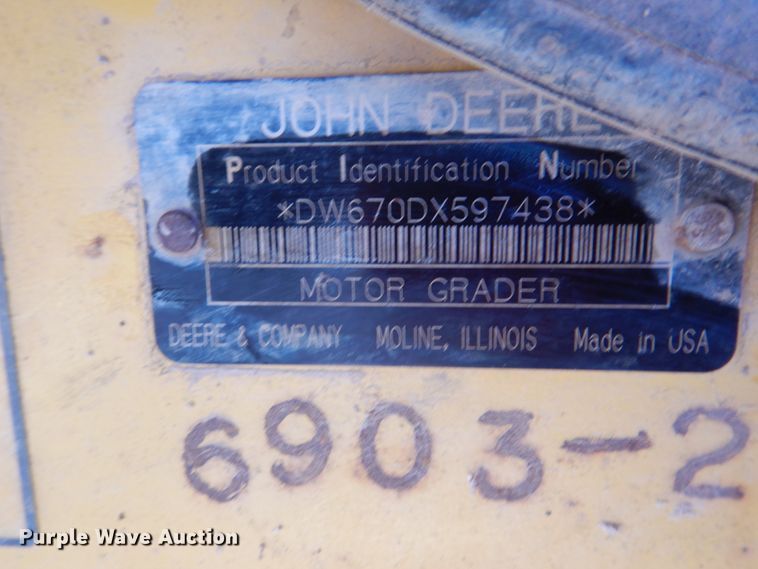 JOHN DEERE
Product Identification Number
*DW670DX597438*
MOTOR GRADER
DEERE & COMPANY MOLINE, ILLINOIS Made in USA
6903-2
Purple Wave Auction